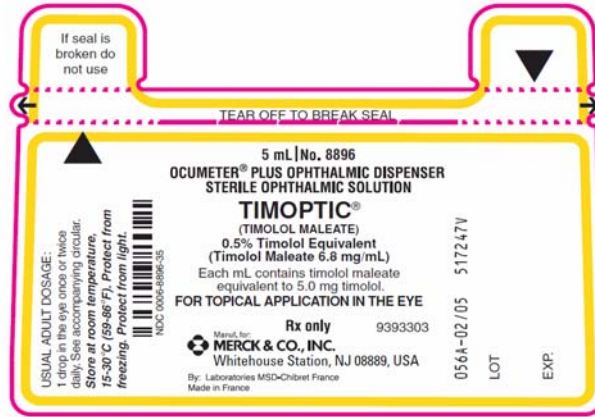 If seal is
broken do
not use
TEAR OFF TO BREAK SEAL
5 mL | No. 8896
OCUMETER® PLUS OPHTHALMIC DISPENSER
STERILE OPHTHALMIC SOLUTION
TIMOPTIC®
(TIMOLOL MALEATE)
0.5% Timolol Equivalent
(Timolol Maleate 6.8 mg/mL)
Each mL contains timolol maleate
equivalent to 5.0 mg timolol.
FOR TOPICAL APPLICATION IN THE EYE
Rx only
9393303
Manuf. for:
MERCK & CO., INC.
Whitehouse Station, NJ 08889, USA
By: Laboratories MSD-Chibret France
Made in France
USUAL ADULT DOSAGE:
1 drop in the eye once or twice
daily. See accompanying circular.
Store at room temperature,
15-30°C (59-86°F). Protect from
freezing. Protect from light.
NDC 0006-8896-35
056A-02/05 517247V
LOT
EXP.